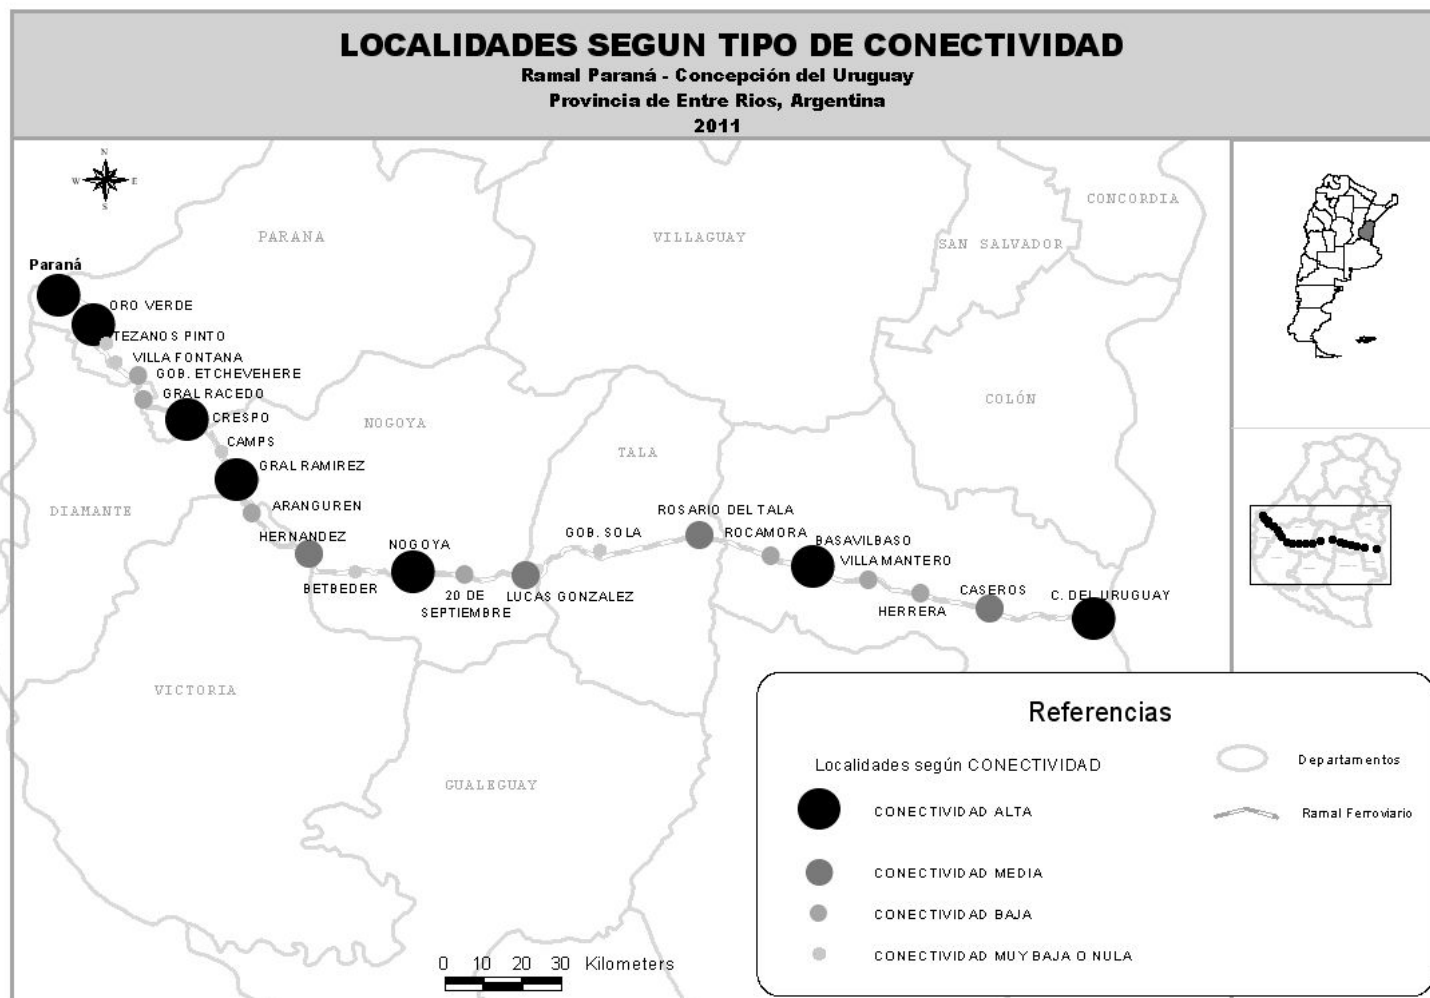 LOCALIDADES SEGUN TIPO DE CONECTIVIDAD
Ramal Paraná - Concepción del Uruguay
Provincia de Entre Rios, Argentina
2011
N
W E
S
PARANA
VILLAGUAY
CONCORDIA
SAN SALVADOR
Paraná
ORO VERDE
TEZANOS PINTO
VILLA FONTANA
GOB. ETCHEVEHERE
GRAL RACEDO
CRESPO
CAMPS
GRAL RAMIREZ
ARANGUREN
HERNANDEZ
BETBEDER
NOGOYA
COLÓN
TALA
DIAMANTE
NOGOYA
20 DE
SEPTIEMBRE
LUCAS GONZALEZ
GOB. SOLA
ROSARIO DEL TALA
ROCAMORA
BASAVILBASO
VILLA MANTERO
HERRERA
CASEROS
C. DEL URUGUAY
VICTORIA
GUALEGUAY
Referencias
Localidades según CONECTIVIDAD
CONECTIVIDAD ALTA
CONECTIVIDAD MEDIA
CONECTIVIDAD BAJA
CONECTIVIDAD MUY BAJA O NULA
Departamentos
Ramal Ferroviario
0 10 20 30 Kilometers